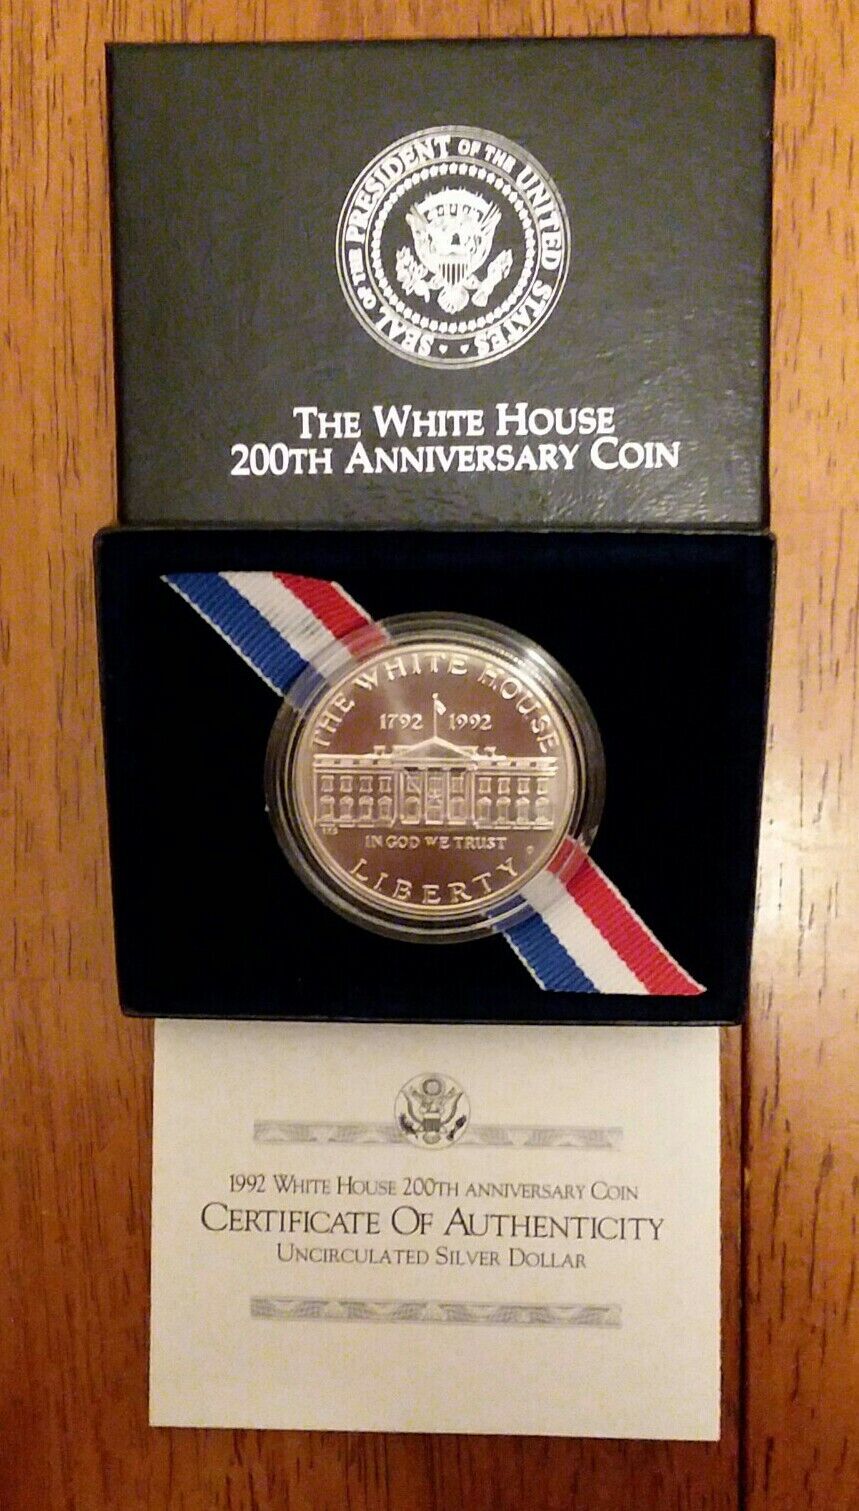 SEAL OF THE PRESIDENT OF THE UNITED STATES
THE WHITE HOUSE
200TH ANNIVERSARY COIN
THE WHITE HOUSE
1792 1992
IN GOD WE TRUST
D
LIBERTY
1992 WHITE HOUSE 200TH ANNIVERSARY COIN
CERTIFICATE OF AUTHENTICITY
UNCIRCULATED SILVER DOLLAR